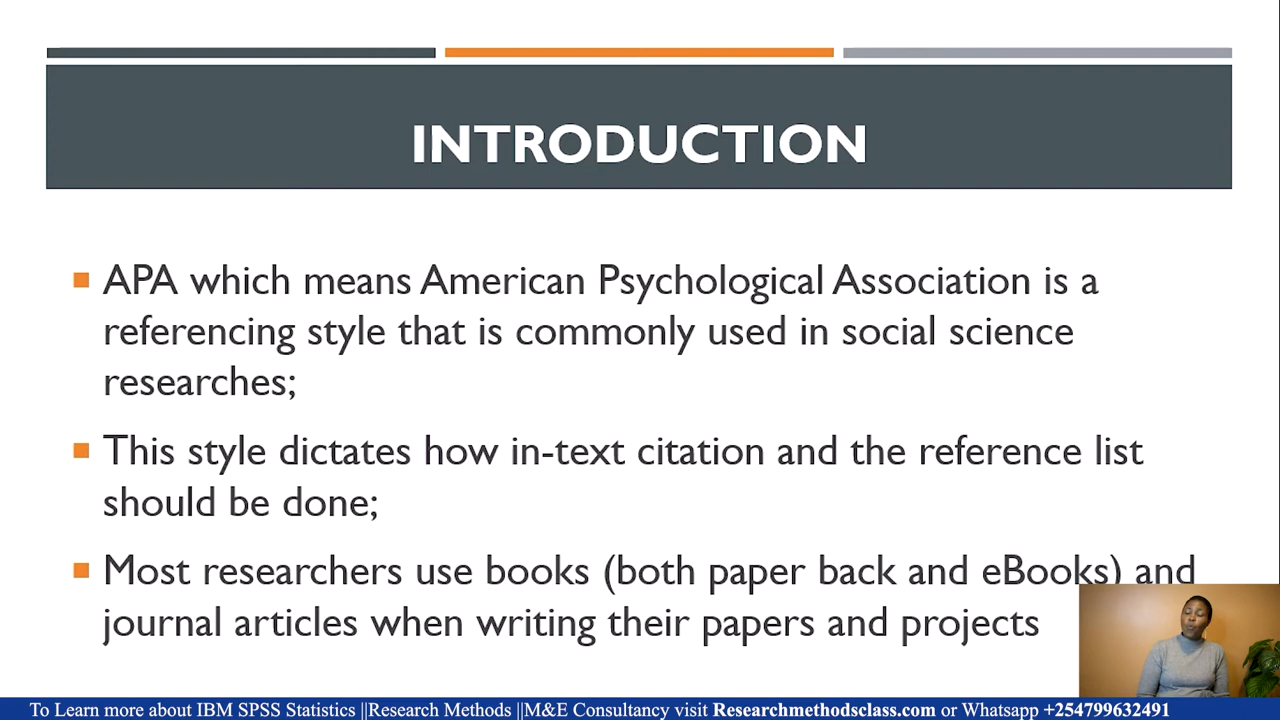 INTRODUCTION
APA which means American Psychological Association is a
referencing style that is commonly used in social science
researches;
This style dictates how in-text citation and the reference list
should be done;
Most researchers use books (both paper back and eBooks) and
journal articles when writing their papers and projects
To Learn more about IBM SPSS Statistics ||Research Methods ||M&E Consultancy visit Researchmethodsclass.com or Whatsapp +254799632491